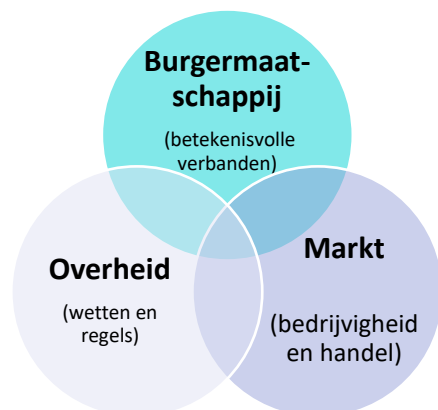 Burgermaat-
schappij
(betekenisvolle
verbanden)
Overheid
(wetten en
regels)
Markt
(bedrijvigheid
en handel)